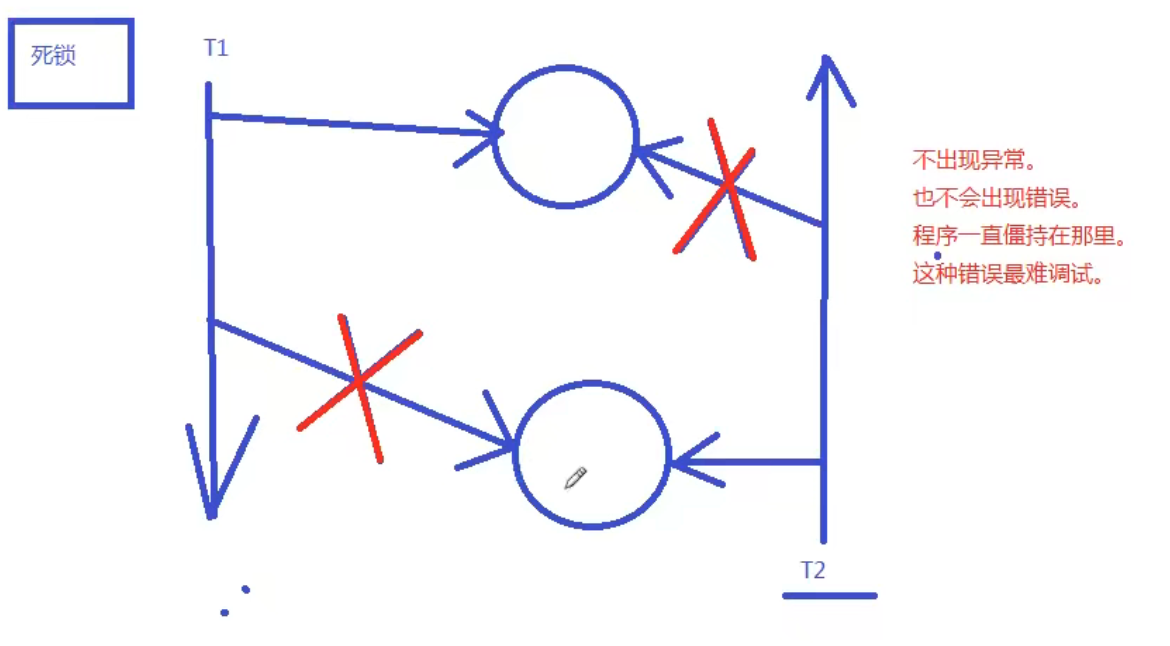 死锁
T1
不出现异常。
也不会出现错误。
程序一直僵持在那里。
这种错误最难调试。
T2